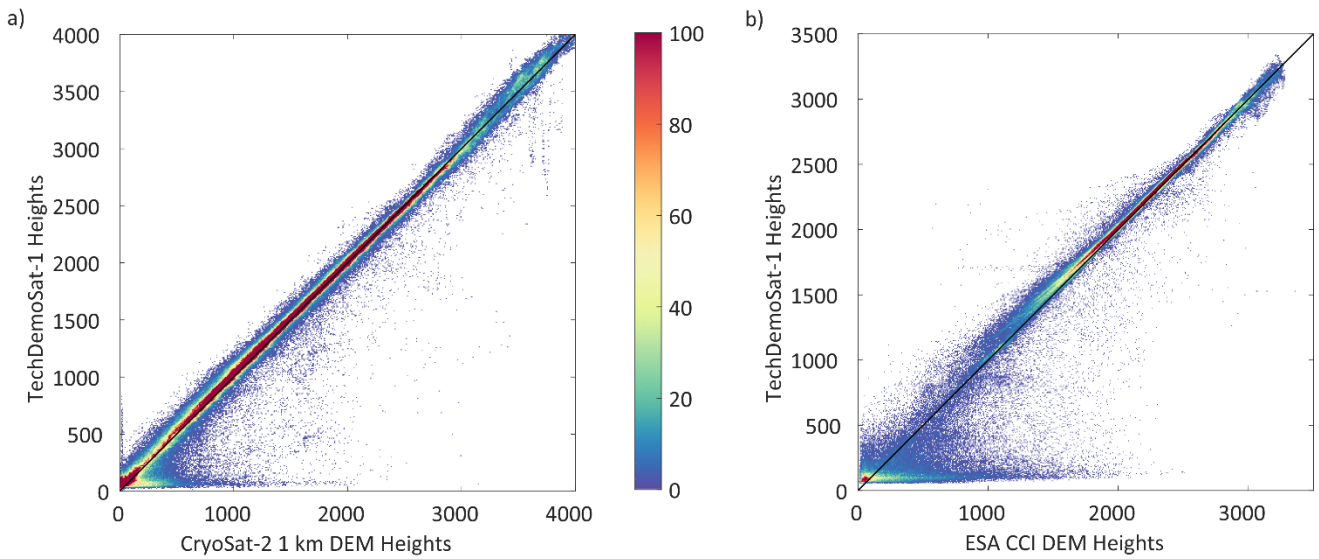 a)
TechDemoSat-1 Heights
4000
3500
3000
2500
2000
1500
1000
500
0
0 1000 2000 3000 4000
CryoSat-2 1 km DEM Heights
100
80
60
40
20
0
b)
TechDemoSat-1 Heights
3500
3000
2500
2000
1500
1000
500
0
0 1000 2000 3000
ESA CCI DEM Heights